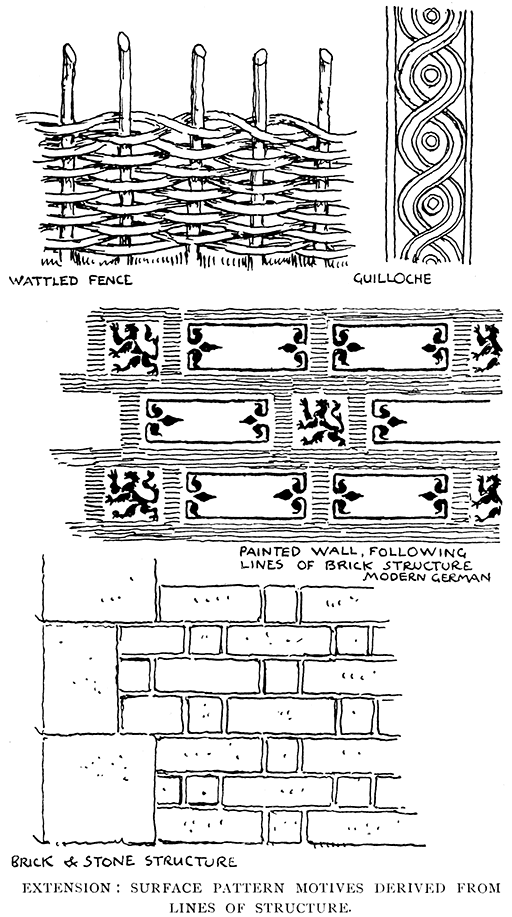 WATTLED FENCE
GUILLOCHE
PAINTED WALL, FOLLOWING
LINES OF BRICK STRUCTURE
MODERN GERMAN
BRICK & STONE STRUCTURE
EXTENSION: SURFACE PATTERN MOTIVES DERIVED FROM
LINES OF STRUCTURE.